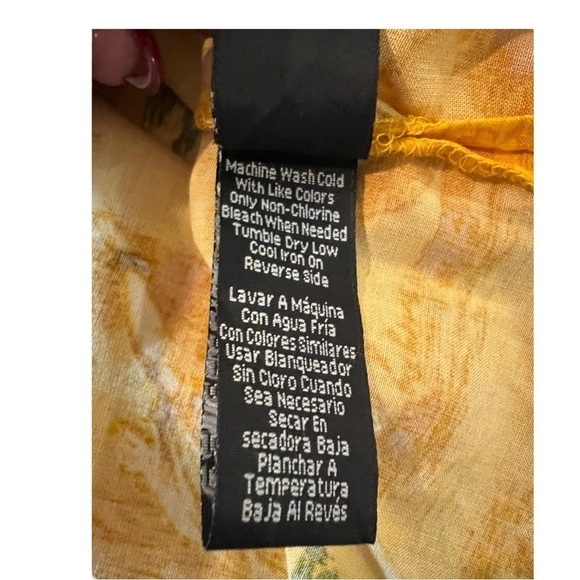 Machine Wash Cold
With Like Colors
Only Non-Chlorine
Bleach When Needed
Tumble Dry Low
Cool Iron On
Reverse Side
Lavar A Máquina
Con Agua Fría
Con Colores Similares
Usar Blanqueador
Sin Cloro Cuando
Sea Necesario
Secar En
secadora Baja
Planchar A
Temperatura
Baja Al Revés